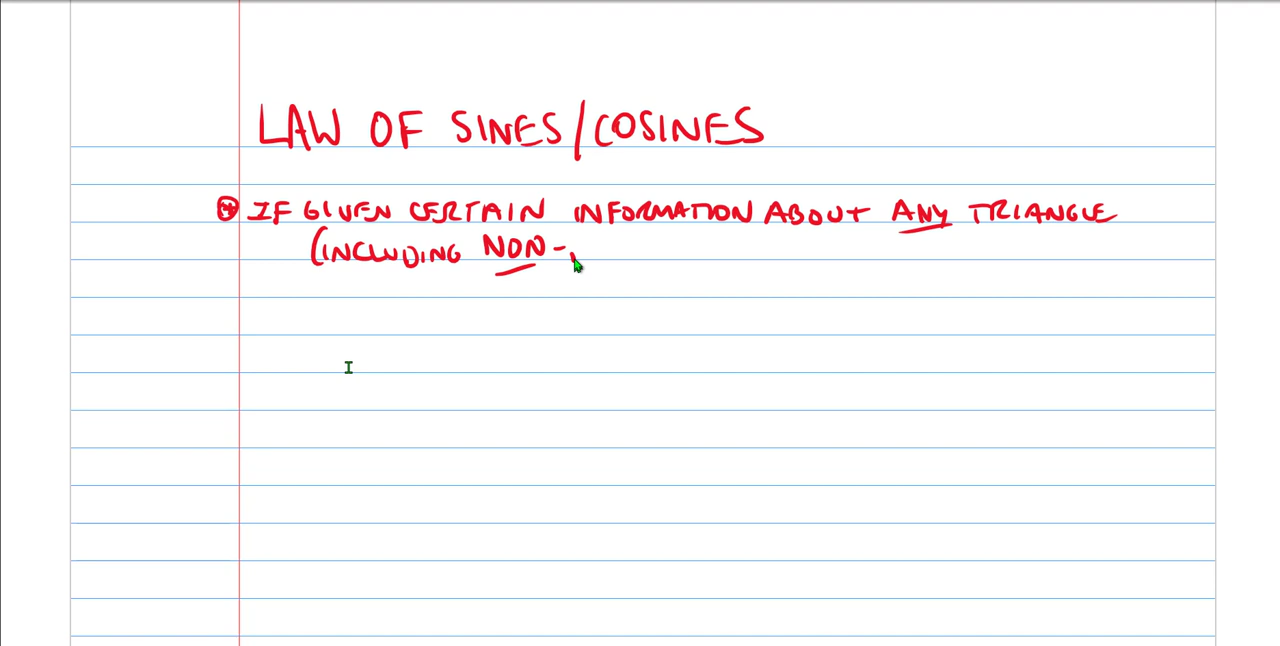 LAW OF SINES/COSINES
IF GIVEN CERTAIN INFORMATION ABOUT ANY TRIANGLE
(INCLUDING NON-